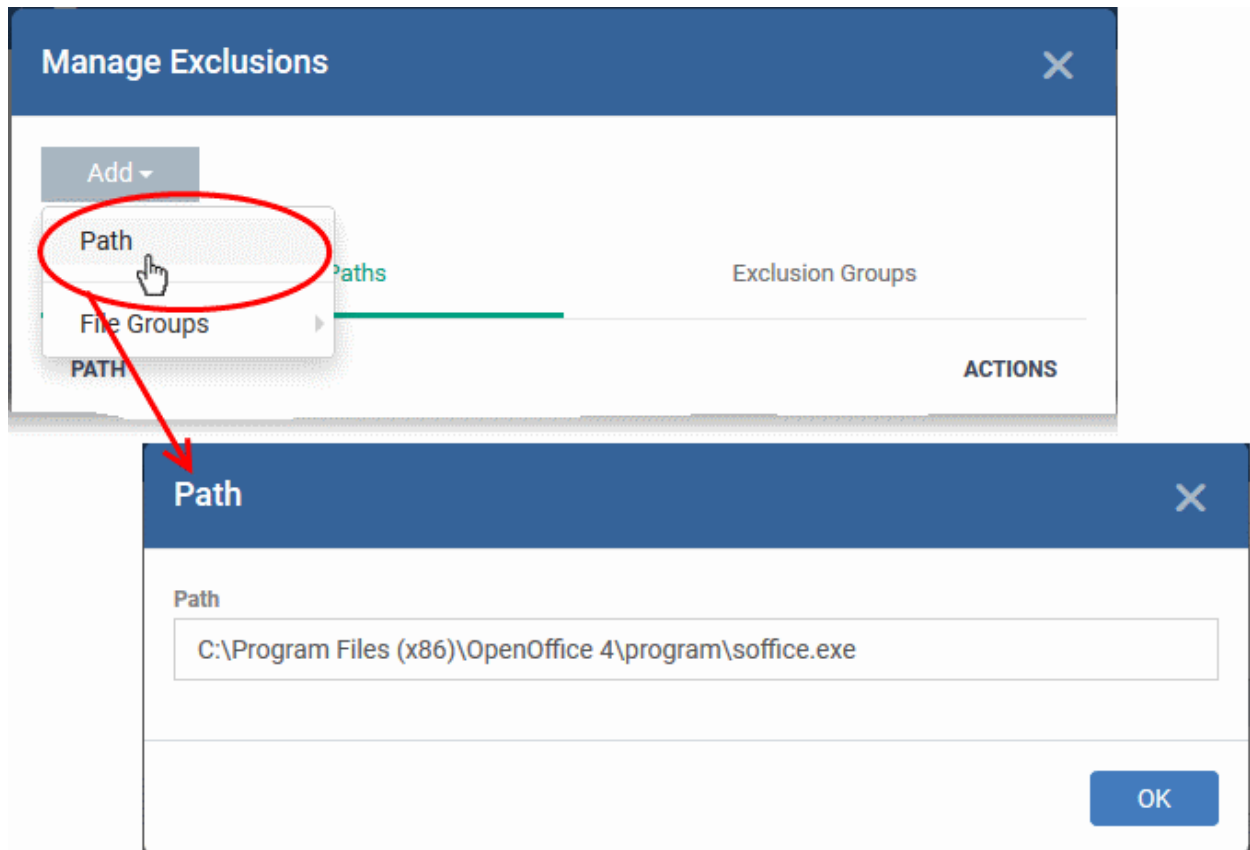 Manage Exclusions
Add
Path
Paths
Exclusion Groups
File Groups
PATH
ACTIONS
Path
Path
C:\Program Files (x86)\OpenOffice 4\program\soffice.exe
OK